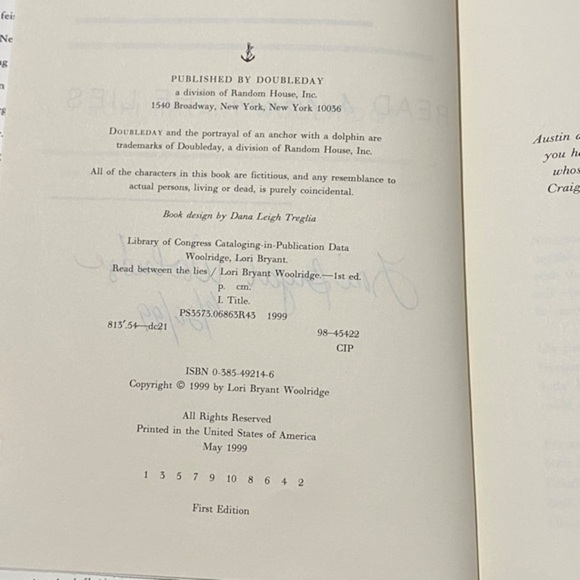 PUBLISHED BY DOUBLEDAY
a division of Random House, Inc.
1540 Broadway, New York, New York 10036
DOUBLEDAY and the portrayal of an anchor with a dolphin are
trademarks of Doubleday, a division of Random House, Inc.
All of the characters in this book are fictitious, and any resemblance to
actual persons, living or dead, is purely coincidental.
Book design by Dana Leigh Treglia
Library of Congress Cataloging-in-Publication Data
Woolridge, Lori Bryant.
Read between the lies / Lori Bryant Woolridge.—1st ed.
p. cm.
I. Title.
PS3573.O6863R43 1999
813'.54—dc21
98-45422
CIP
ISBN 0-385-49214-6
Copyright © 1999 by Lori Bryant Woolridge
All Rights Reserved
Printed in the United States of America
May 1999
1 3 5 7 9 10 8 6 4 2
First Edition
Austin
you
whos
Craig